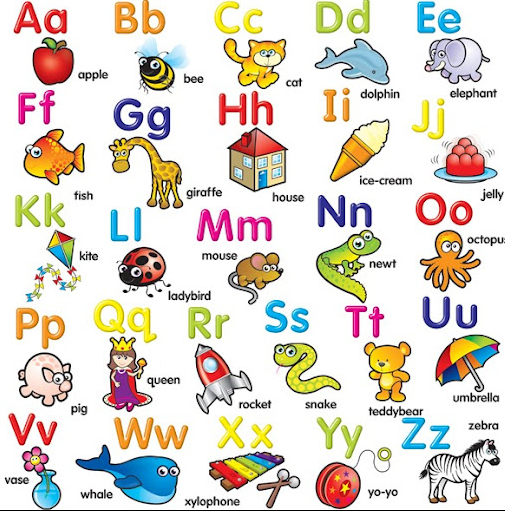 Aa
apple
Bb
bee
Cc
cat
Dd
dolphin
Ee
elephant
Ff
fish
Gg
giraffe
Hh
house
Ii
ice-cream
Jj
jelly
Kk
kite
Ll
ladybird
Mm
mouse
Nn
newt
Oo
octopus
Pp
pig
Qq
queen
Rr
rocket
Ss
snake
Tt
teddybear
Uu
umbrella
Vv
vase
Ww
whale
Xx
xylophone
Yy
yo-yo
Zz
zebra